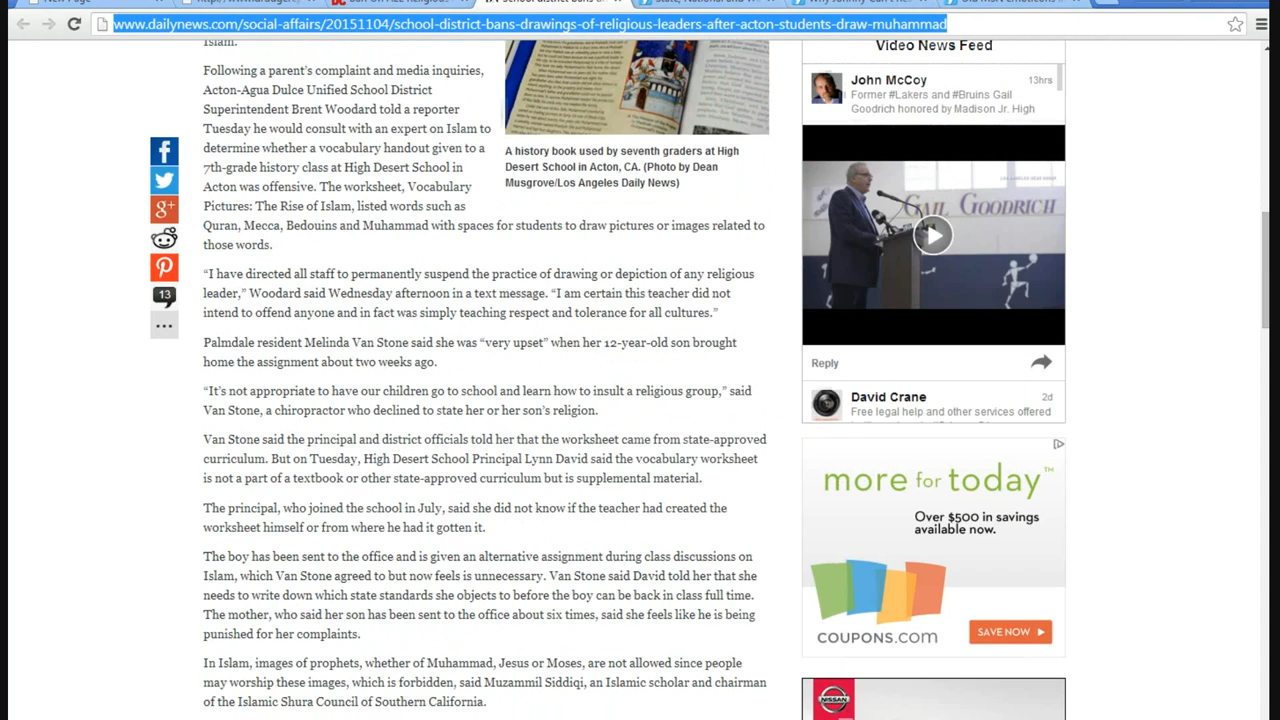 www.dailynews.com/social-affairs/20151104/school-district-bans-drawings-of-religious-leaders-after-acton-students-draw-muhammad
Islam.
Following a parent’s complaint and media inquiries,
Acton-Agua Dulce Unified School District
Superintendent Brent Woodard told a reporter
Tuesday he would consult with an expert on Islam to
determine whether a vocabulary handout given to a
7th-grade history class at High Desert School in
Acton was offensive. The worksheet, Vocabulary
Pictures: The Rise of Islam, listed words such as
Quran, Mecca, Bedouins and Muhammad with spaces for students to draw pictures or images related to
those words.
“I have directed all staff to permanently suspend the practice of drawing or depiction of any religious
leader,” Woodard said Wednesday afternoon in a text message. “I am certain this teacher did not
intend to offend anyone and in fact was simply teaching respect and tolerance for all cultures.”
Palmdale resident Melinda Van Stone said she was “very upset” when her 12-year-old son brought
home the assignment about two weeks ago.
“It’s not appropriate to have our children go to school and learn how to insult a religious group,” said
Van Stone, a chiropractor who declined to state her or her son’s religion.
Van Stone said the principal and district officials told her that the worksheet came from state-approved
curriculum. But on Tuesday, High Desert School Principal Lynn David said the vocabulary worksheet
is not a part of a textbook or other state-approved curriculum but is supplemental material.
The principal, who joined the school in July, said she did not know if the teacher had created the
worksheet himself or from where he had it gotten it.
The boy has been sent to the office and is given an alternative assignment during class discussions on
Islam, which Van Stone agreed to but now feels is unnecessary. Van Stone said David told her that she
needs to write down which state standards she objects to before the boy can be back in class full time.
The mother, who said her son has been sent to the office about six times, said she feels like he is being
punished for her complaints.
In Islam, images of prophets, whether of Muhammad, Jesus or Moses, are not allowed since people
may worship these images, which is forbidden, said Muzammil Siddiqi, an Islamic scholar and chairman
of the Islamic Shura Council of Southern California.
A history book used by seventh graders at High
Desert School in Acton, CA. (Photo by Dean
Musgrove/Los Angeles Daily News)
13
Video News Feed
John McCoy 13hrs
Former #Lakers and #Bruins Gail
Goodrich honored by Madison Jr. High
GAIL GOODRICH
Reply
David Crane 2d
Free legal help and other services offered
more for today™
Over $500 in savings
available now.
COUPONS.com
SAVE NOW
NISSAN